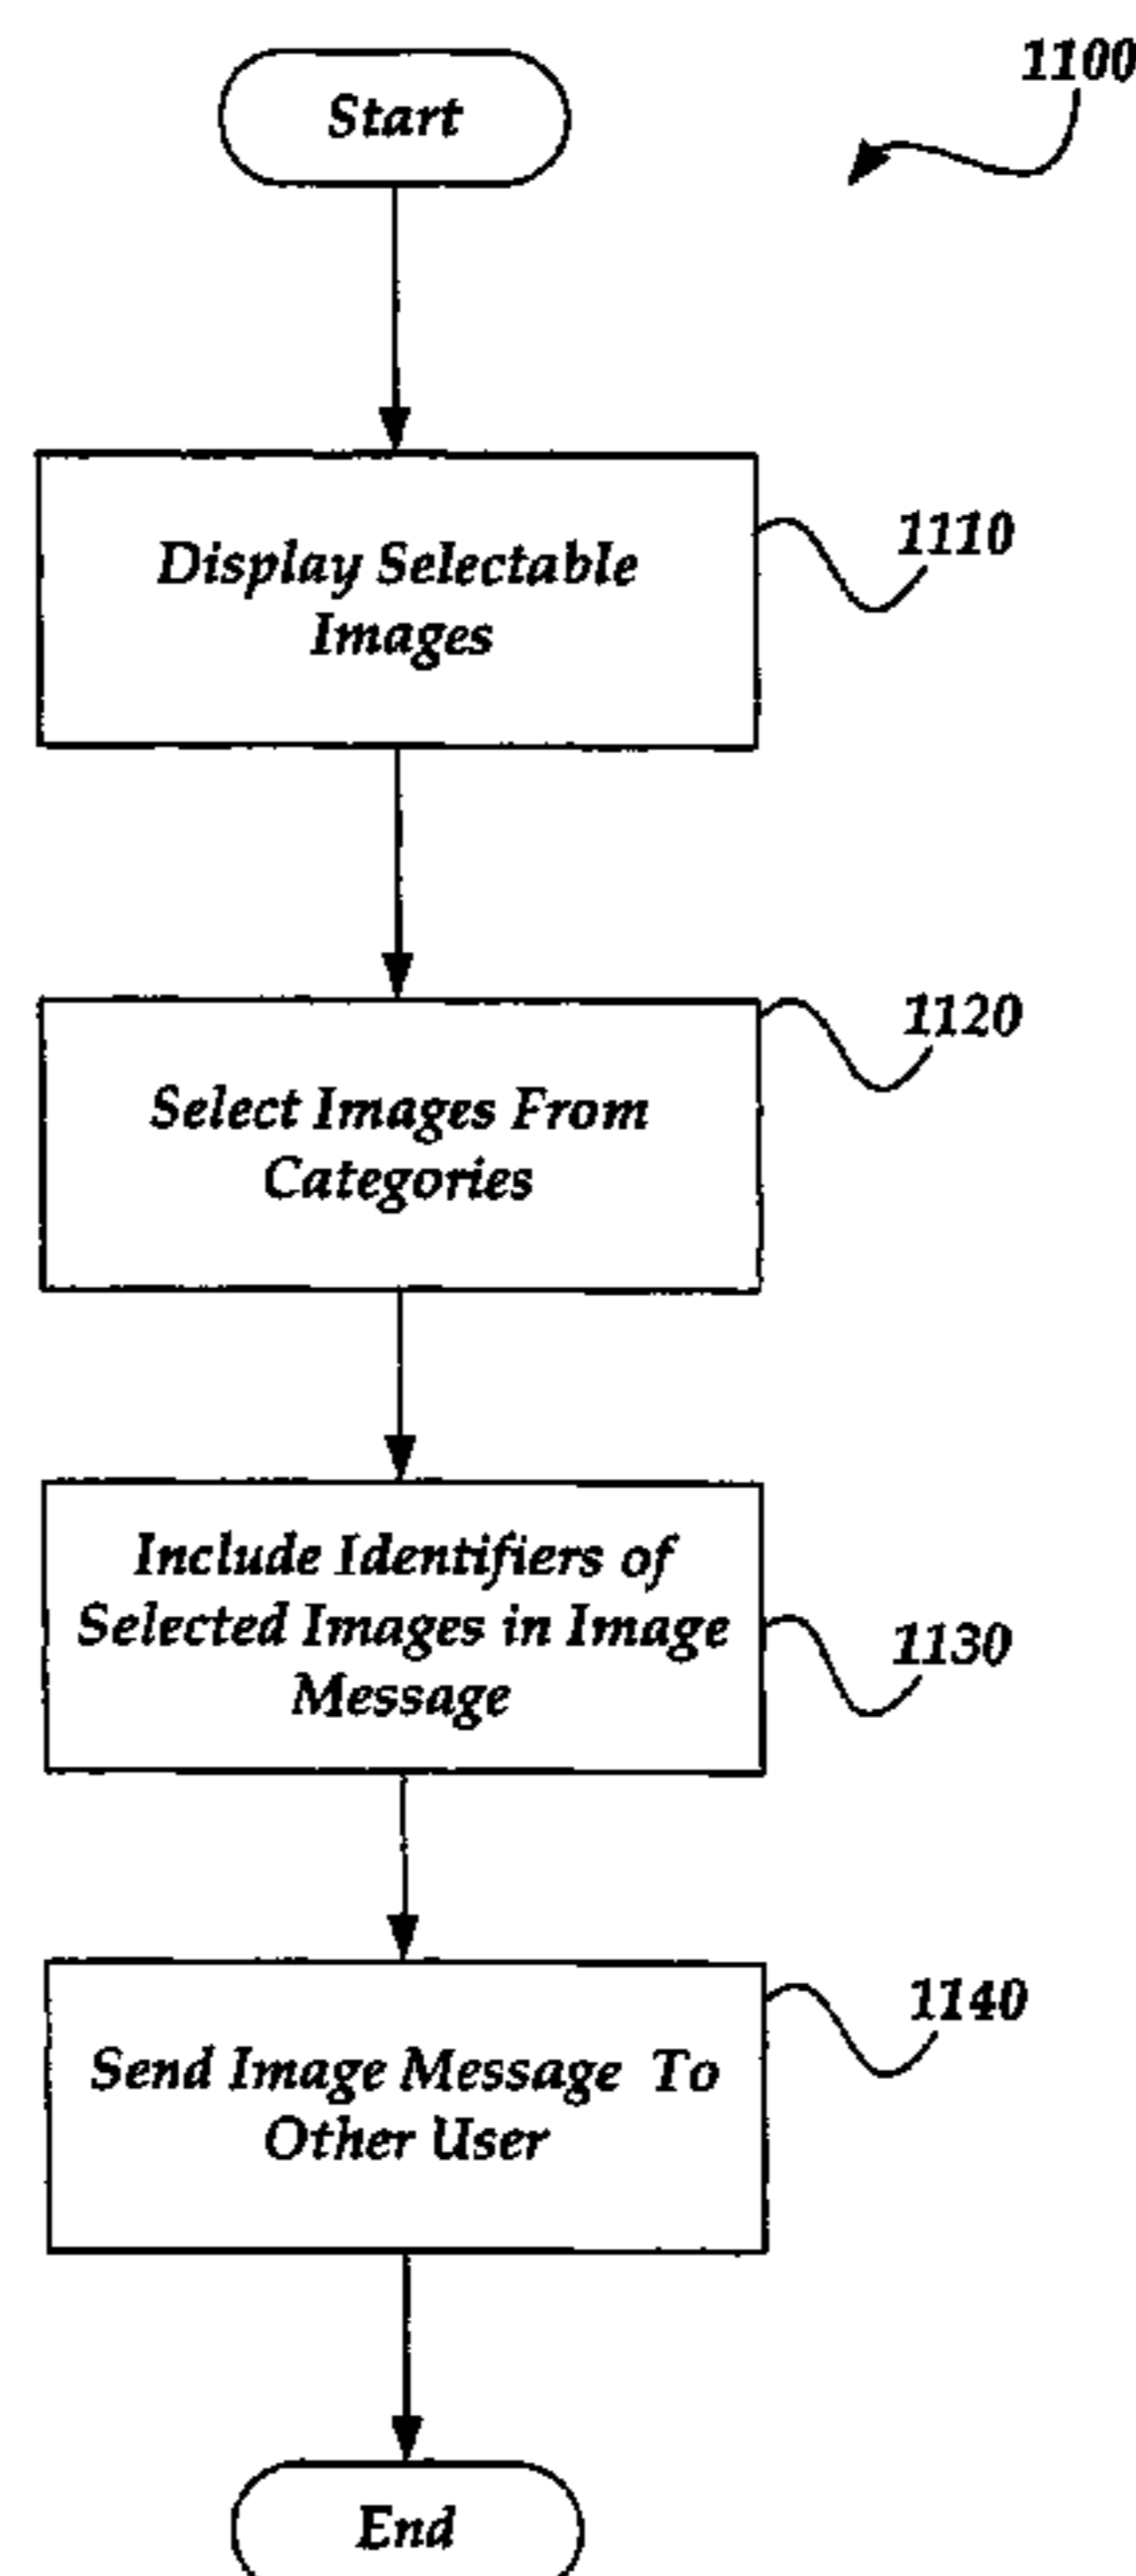 Start
1100
Display Selectable
Images
1110
Select Images From
Categories
1120
Include Identifiers of
Selected Images in Image
Message
1130
Send Image Message To
Other User
1140
End